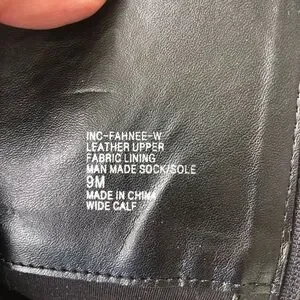 INC-FAHNEE-W
LEATHER UPPER
FABRIC LINING
MAN MADE SOCK/SOLE
9M
MADE IN CHINA
WIDE CALF